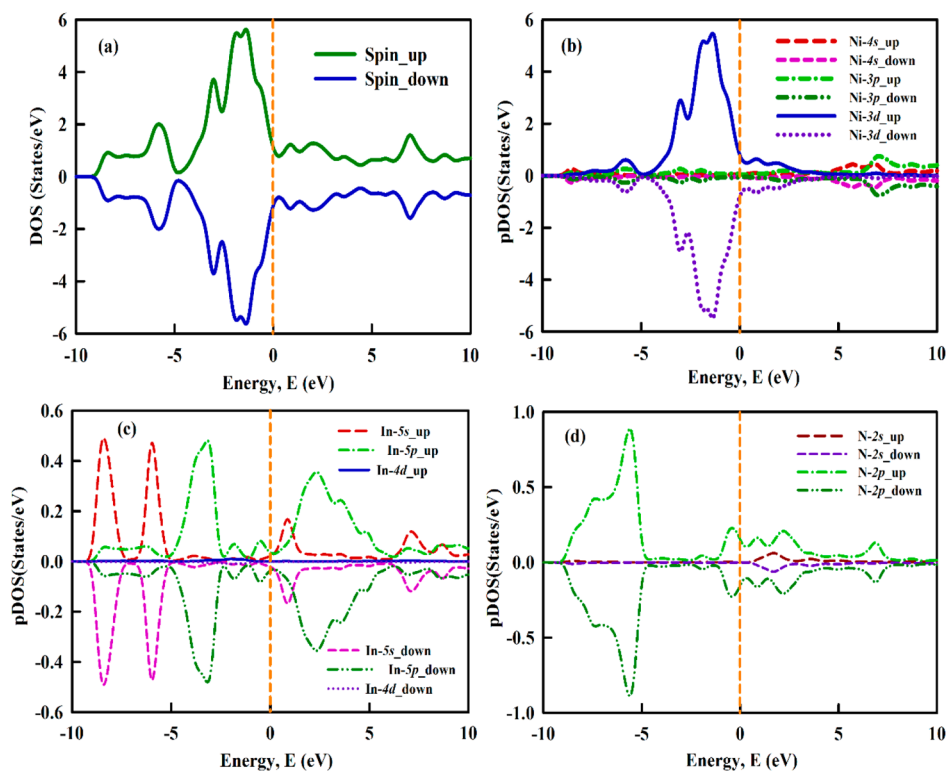 (a)
Spin_up
Spin_down
DOS (States/eV)
6
4
2
0
-2
-4
-6
-10
-5
0
5
10
Energy, E (eV)
(b)
Ni-4s_up
Ni-4s_down
Ni-3p_up
Ni-3p_down
Ni-3d_up
Ni-3d_down
pDOS(States/eV)
6
4
2
0
-2
-4
-6
-10
-5
0
5
10
Energy, E (eV)
(c)
In-5s_up
In-5p_up
In-4d_up
In-5s_down
In-5p_down
In-4d_down
pDOS(States/eV)
0.6
0.4
0.2
0.0
-0.2
-0.4
-0.6
-10
-5
0
5
10
Energy, E (eV)
(d)
N-2s_up
N-2s_down
N-2p_up
N-2p_down
pDOS(States/eV)
1.0
0.5
0.0
-0.5
-1.0
-10
-5
0
5
10
Energy, E (eV)